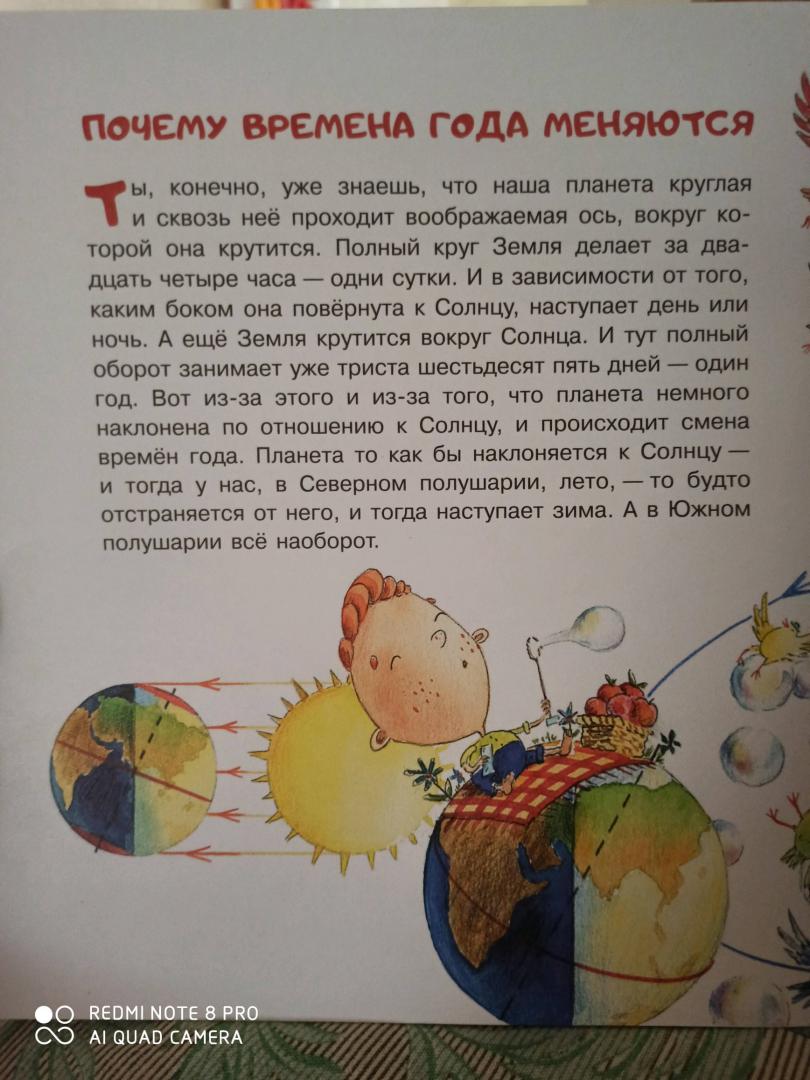 ПОЧЕМУ ВРЕМЕНА ГОДА МЕНЯЮТСЯ
Ты, конечно, уже знаешь, что наша планета круглая
и сквозь неё проходит воображаемая ось, вокруг ко-
торой она крутится. Полный круг Земля делает за два-
дцать четыре часа — одни сутки. И в зависимости от того,
каким боком она повёрнута к Солнцу, наступает день или
ночь. А ещё Земля крутится вокруг Солнца. И тут полный
оборот занимает уже триста шестьдесят пять дней — один
год. Вот из-за этого и из-за того, что планета немного
наклонена по отношению к Солнцу, и происходит смена
времён года. Планета то как бы наклоняется к Солнцу —
и тогда у нас, в Северном полушарии, лето, — то будто
отстраняется от него, и тогда наступает зима. А в Южном
полушарии всё наоборот.
REDMI NOTE 8 PRO
AI QUAD CAMERA